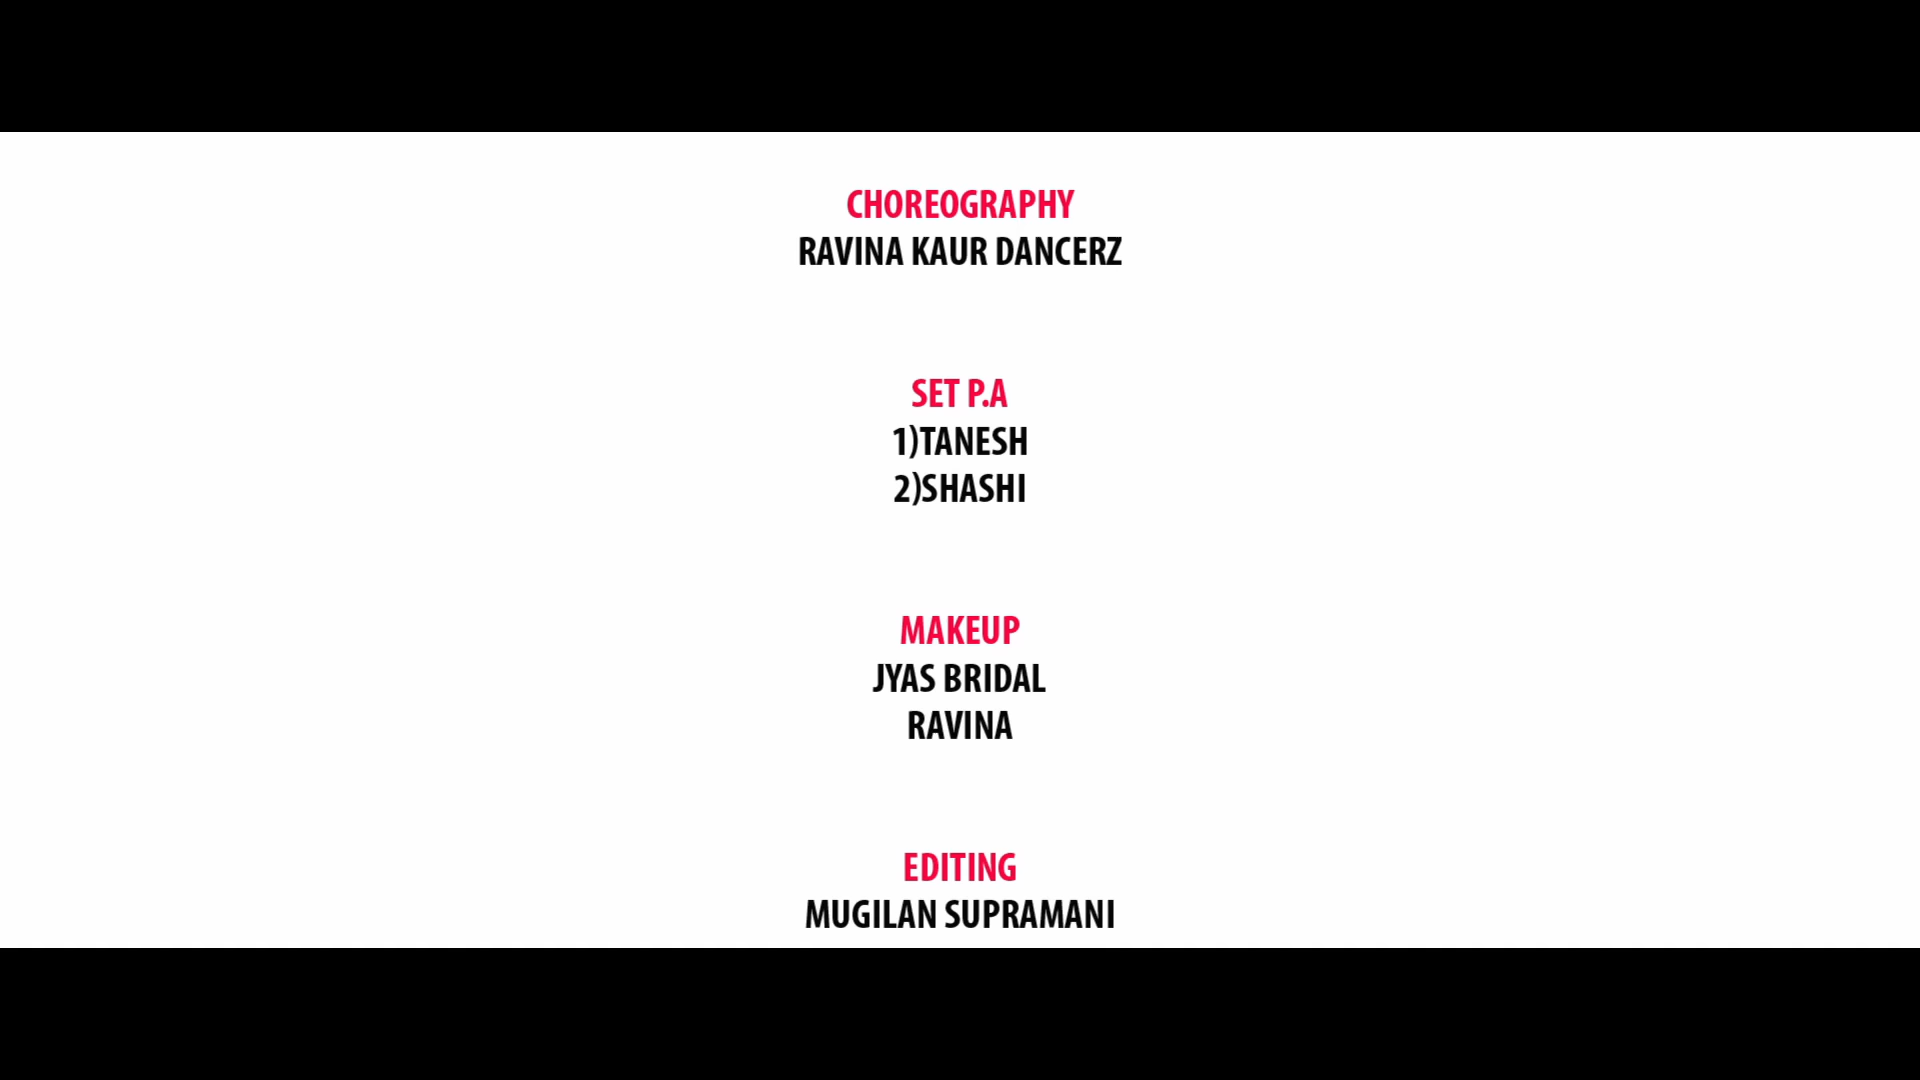 CHOREOGRAPHY
RAVINA KAUR DANCERZ
SET P.A
1)TANESH
2)SHASHI
MAKEUP
JYAS BRIDAL
RAVINA
EDITING
MUGILAN SUPRAMANI